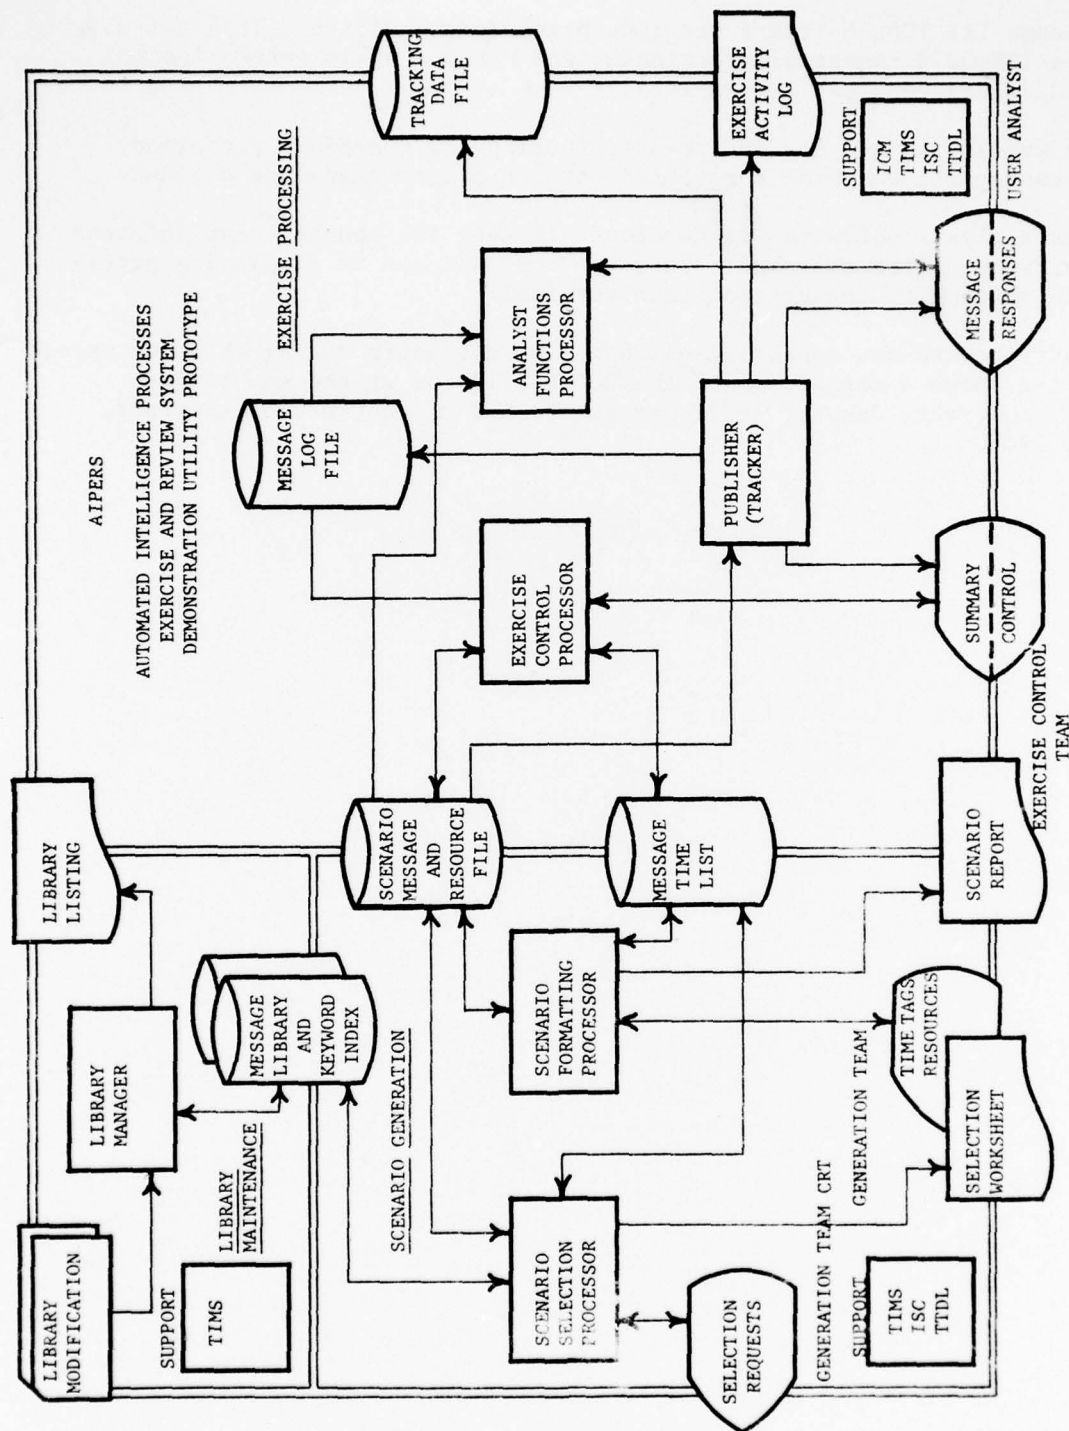 AIPERS
AUTOMATED INTELLIGENCE PROCESSES
EXERCISE AND REVIEW SYSTEM
DEMONSTRATION UTILITY PROTOTYPE
LIBRARY
MODIFICATION
SUPPORT
TIMS
LIBRARY
MANAGER
LIBRARY
LISTING
LIBRARY
MAINTENANCE
MESSAGE
LIBRARY
AND
KEYWORD
INDEX
SCENARIO GENERATION
SCENARIO
SELECTION
PROCESSOR
SCENARIO
FORMATTING
PROCESSOR
SCENARIO
MESSAGE
AND
RESOURCE
FILE
MESSAGE
TIME
LIST
SELECTION
REQUESTS
GENERATION TEAM CRT
SUPPORT
TIMS
ISC
TTDL
GENERATION TEAM
TIME TAGS
RESOURCES
SELECTION
WORKSHEET
SCENARIO
REPORT
EXERCISE PROCESSING
MESSAGE
LOG
FILE
TRACKING
DATA
FILE
EXERCISE
CONTROL
PROCESSOR
ANALYST
FUNCTIONS
PROCESSOR
PUBLISHER
(TRACKER)
EXERCISE
ACTIVITY
LOG
SUMMARY
CONTROL
EXERCISE CONTROL
TEAM
MESSAGE
RESPONSES
USER ANALYST
SUPPORT
ICM
TIMS
ISC
TTDL